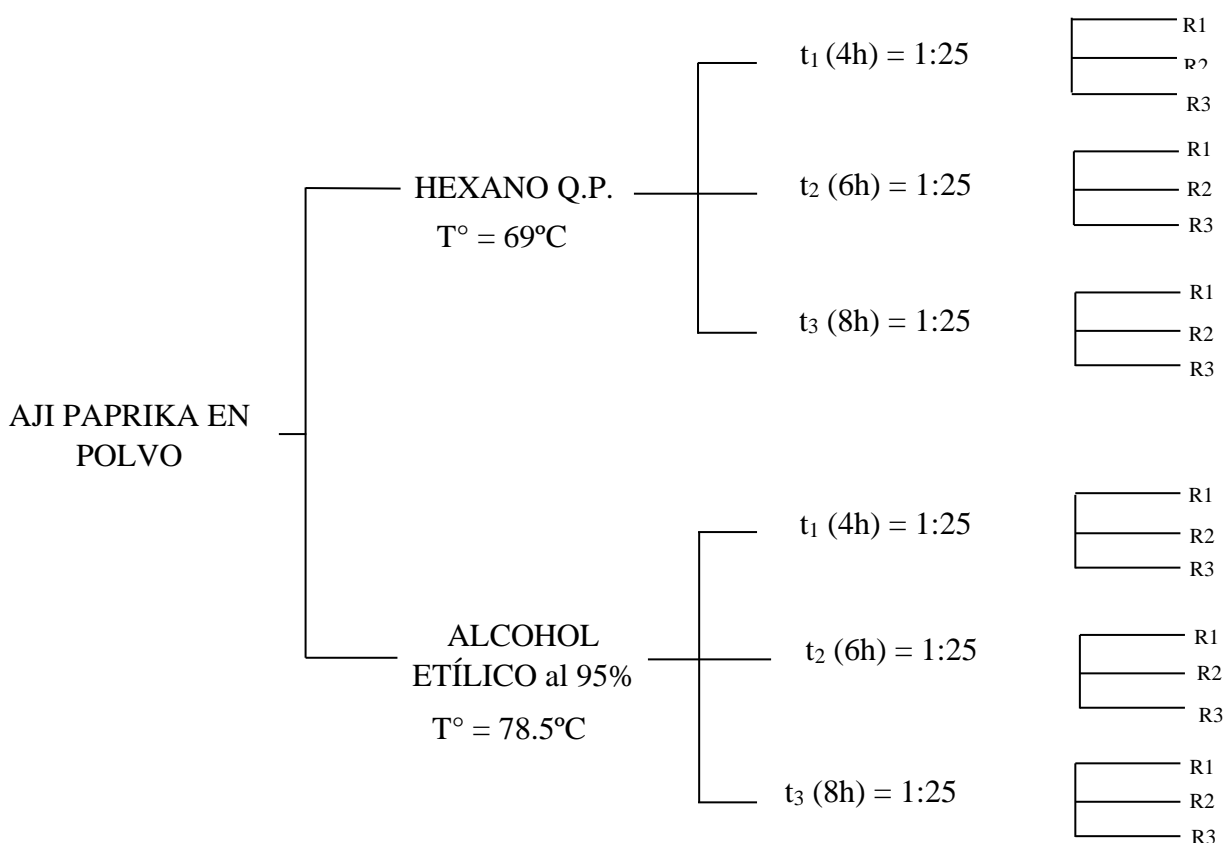 AJI PAPRIKA EN
POLVO
HEXANO Q.P.
T° = 69ºC
t₁ (4h) = 1:25
R1
R2
R3
t₂ (6h) = 1:25
R1
R2
R3
t₃ (8h) = 1:25
R1
R2
R3
ALCOHOL
ETÍLICO al 95%
T° = 78.5ºC
t₁ (4h) = 1:25
R1
R2
R3
t₂ (6h) = 1:25
R1
R2
R3
t₃ (8h) = 1:25
R1
R2
R3